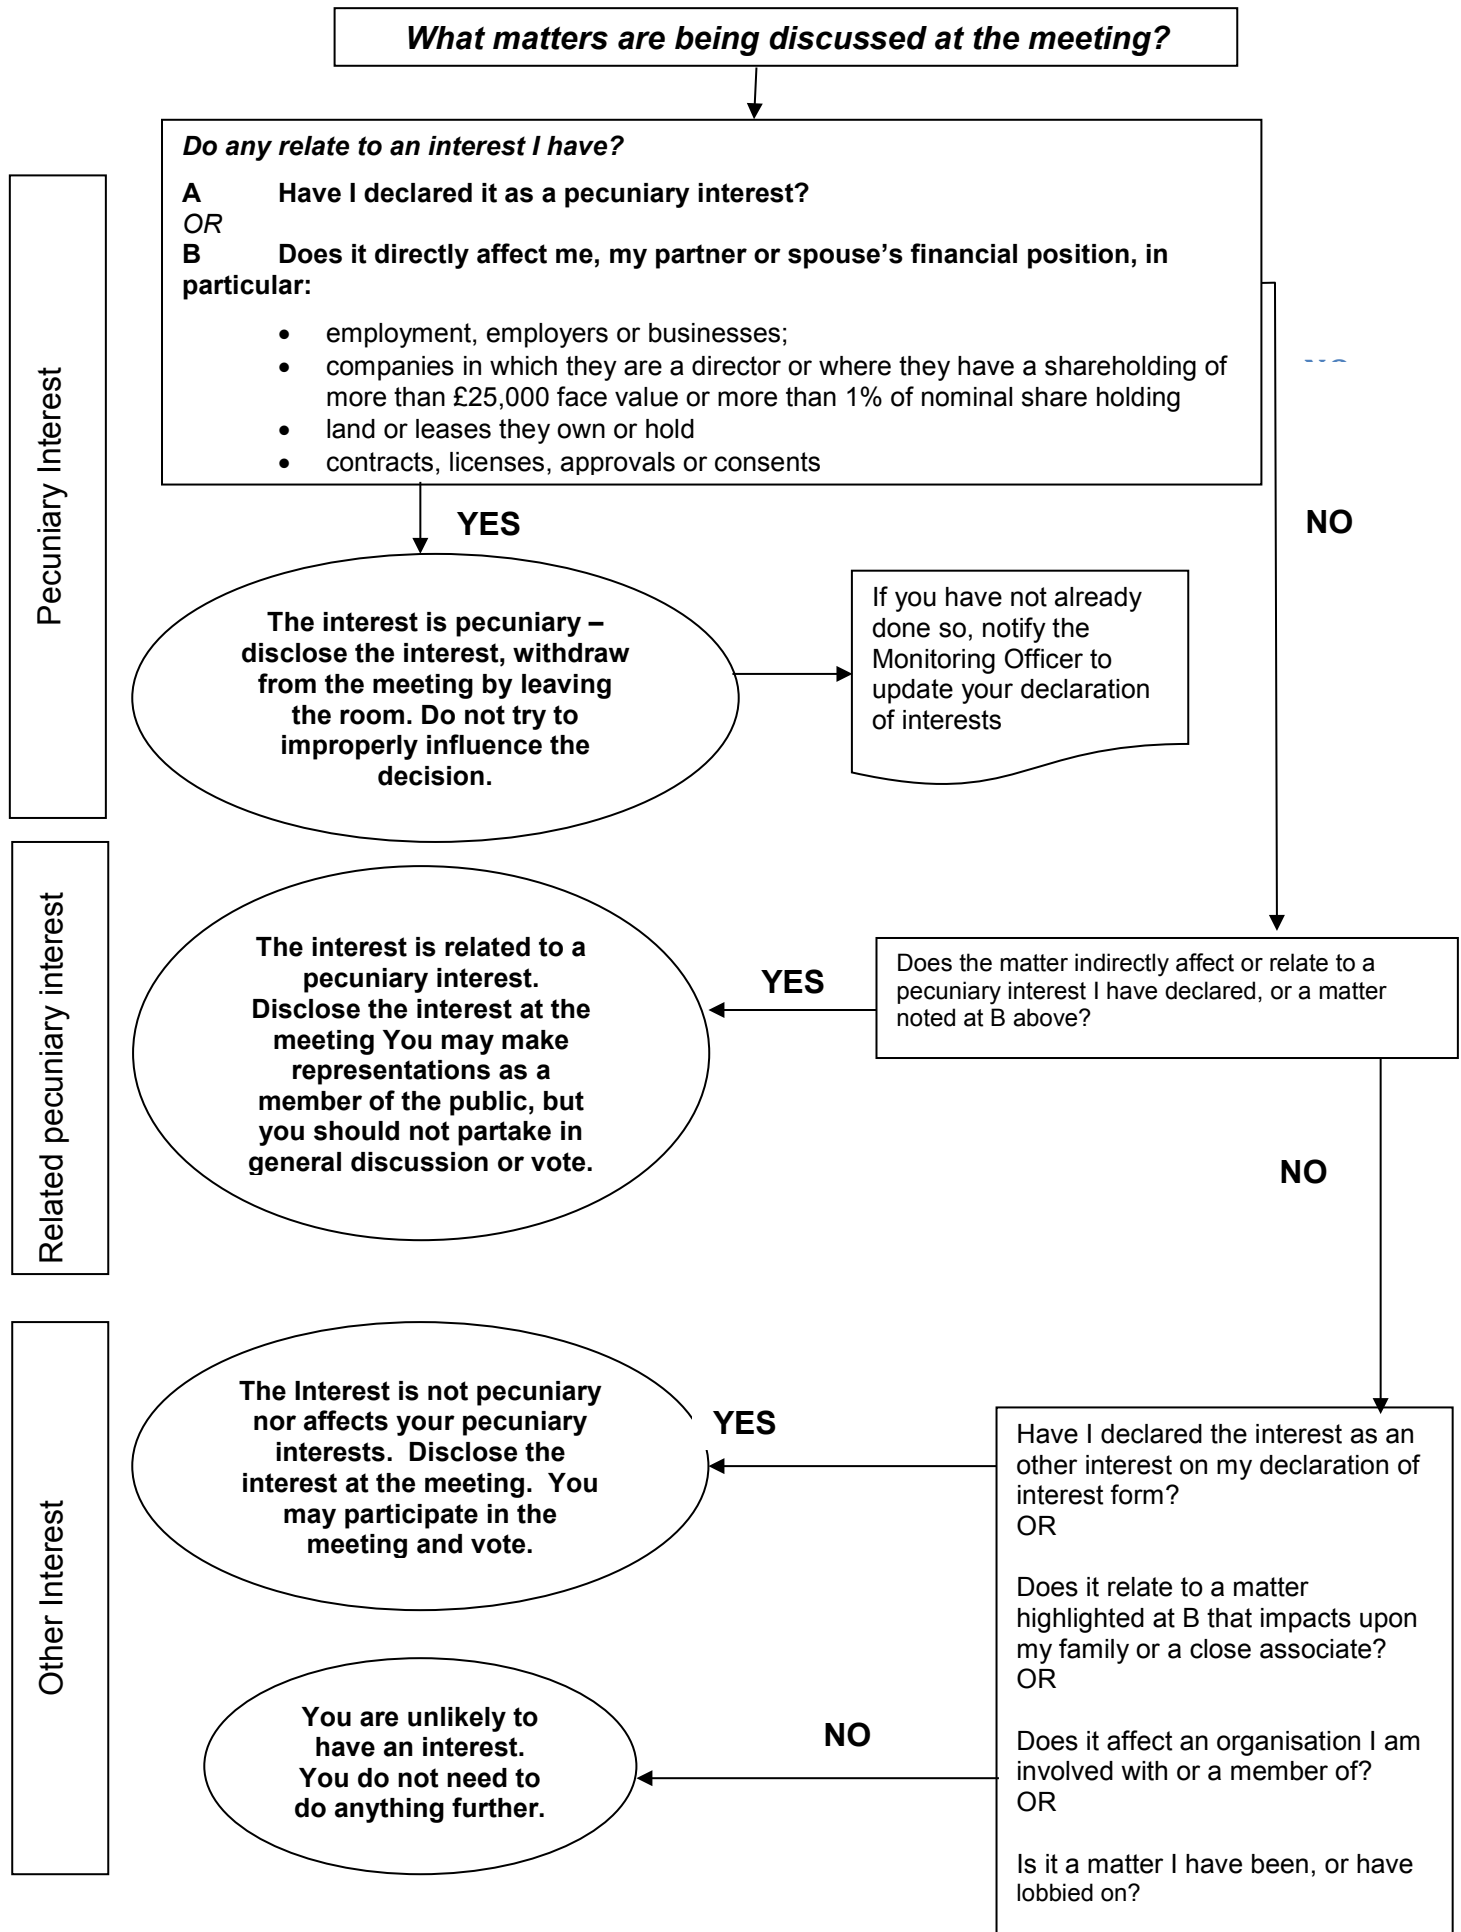 What matters are being discussed at the meeting?
Do any relate to an interest I have?
A Have I declared it as a pecuniary interest?
OR
B Does it directly affect me, my partner or spouse's financial position, in
particular:
• employment, employers or businesses;
• companies in which they are a director or where they have a shareholding of
more than £25,000 face value or more than 1% of nominal share holding
• land or leases they own or hold
• contracts, licenses, approvals or consents
Pecuniary Interest
YES
NO
The interest is pecuniary –
disclose the interest, withdraw
from the meeting by leaving
the room. Do not try to
improperly influence the
decision.
If you have not already
done so, notify the
Monitoring Officer to
update your declaration
of interests
Related pecuniary interest
The interest is related to a
pecuniary interest.
Disclose the interest at the
meeting You may make
representations as a
member of the public, but
you should not partake in
general discussion or vote.
YES
Does the matter indirectly affect or relate to a
pecuniary interest I have declared, or a matter
noted at B above?
NO
Other Interest
The Interest is not pecuniary
nor affects your pecuniary
interests. Disclose the
interest at the meeting. You
may participate in the
meeting and vote.
YES
Have I declared the interest as an
other interest on my declaration of
interest form?
OR
Does it relate to a matter
highlighted at B that impacts upon
my family or a close associate?
OR
Does it affect an organisation I am
involved with or a member of?
OR
Is it a matter I have been, or have
lobbied on?
NO
You are unlikely to
have an interest.
You do not need to
do anything further.